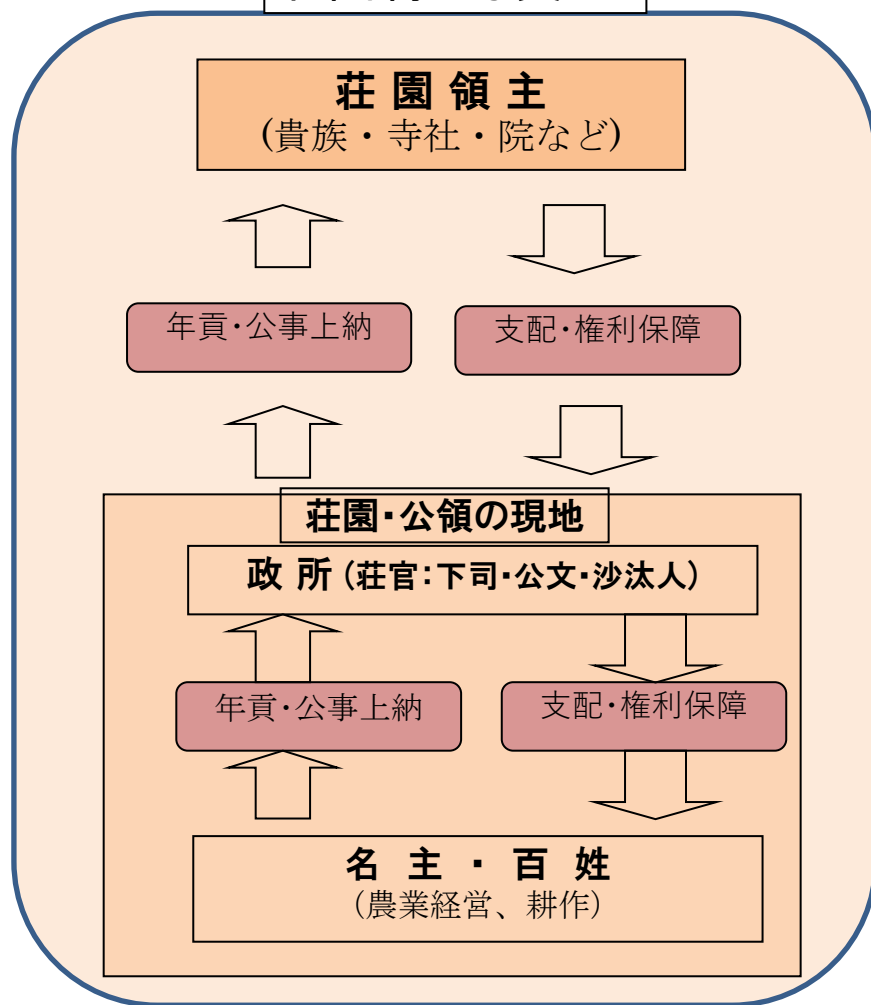 荘園領主
(貴族・寺社・院など)
年貢・公事上納
支配・権利保障
荘園・公領の現地
政所(荘官:下司・公文・沙汰人)
年貢・公事上納
支配・権利保障
名主・百姓
(農業経営、耕作)